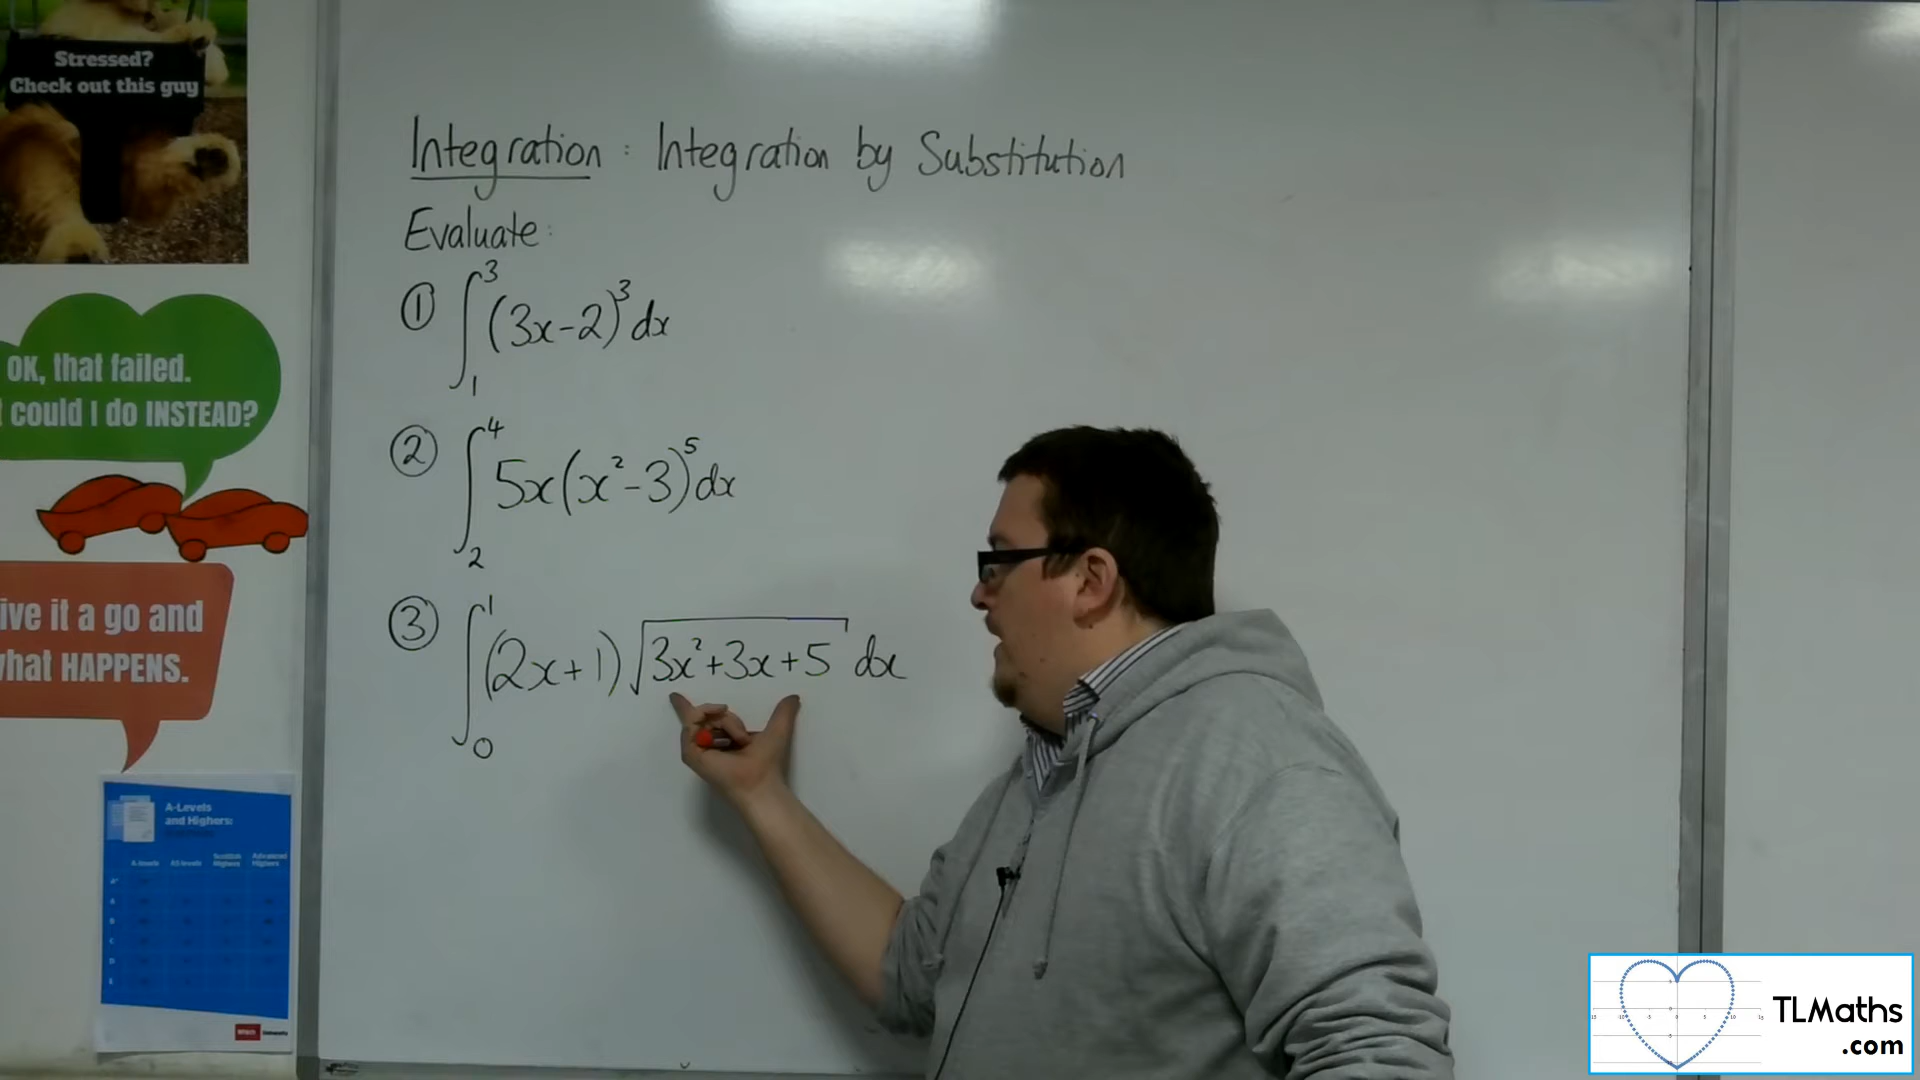 Stressed?
Check out this guy
Integration : Integration by Substitution
Evaluate:
① ∫₁³ (3x-2)³ dx
② ∫₂⁴ 5x(x²-3)⁵ dx
③ ∫₀¹ (2x+1)√(3x²+3x+5) dx
OK, that failed.
could I do INSTEAD?
ive it a go and
hat HAPPENS.
A-Levels
and Highers:
TLMaths
.com